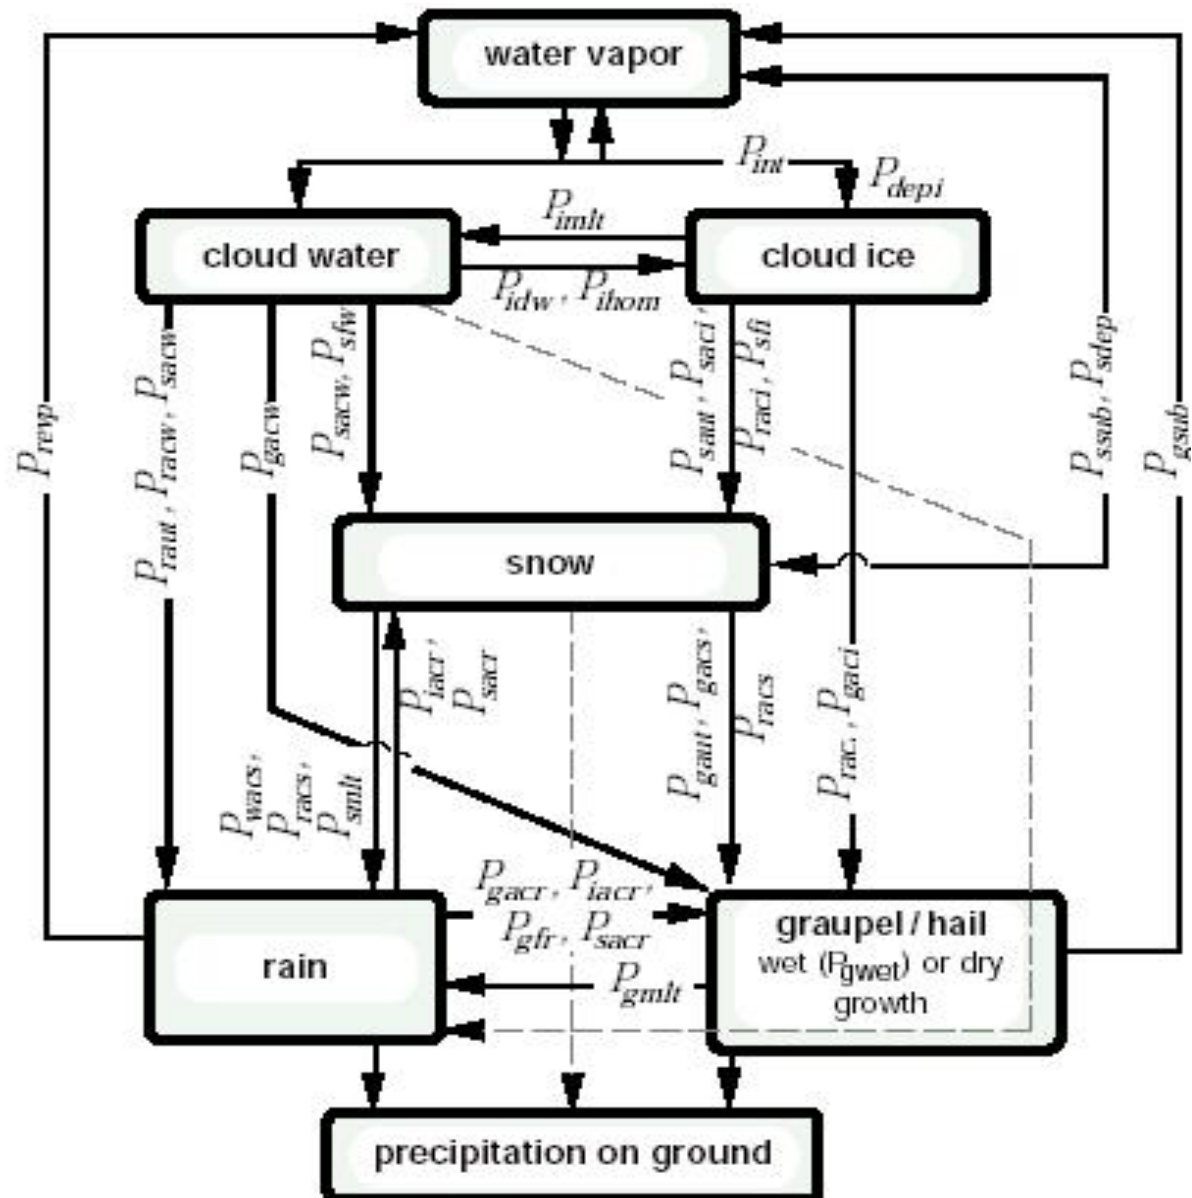 water vapor
P_int
P_depi
P_imlt
cloud water
cloud ice
P_idw, P_ihom
P_revp
P_raut, P_racw, P_sacw
P_gacw
P_sacw, P_sfw
P_saut, P_saci,
P_raci, P_sfi
P_ssub, P_sdep
P_gsub
snow
P_iacr,
P_sacr
P_gaut, P_gacs,
P_racs
P_rac., P_gaci
P_wacs,
P_racs,
P_smlt
P_gacr, P_iacr,
P_gfr, P_sacr
P_gmlt
rain
graupel / hail
wet (P_gwet) or dry
growth
precipitation on ground